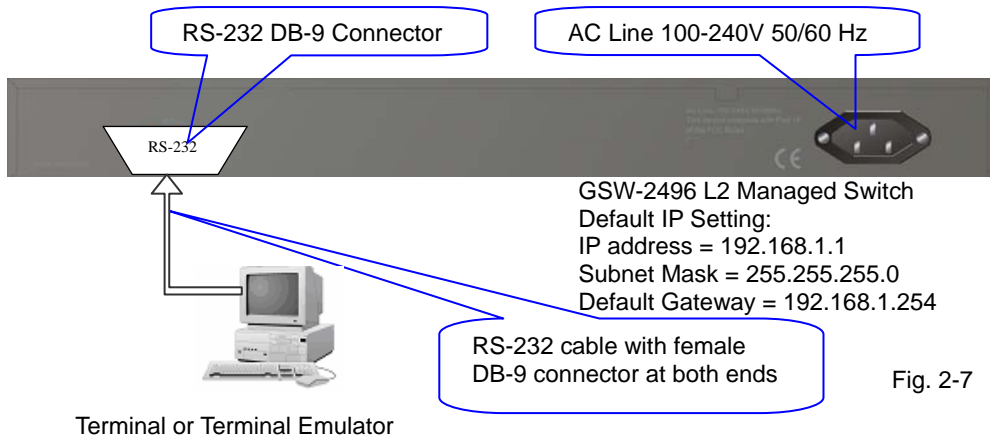 RS-232 DB-9 Connector
AC Line 100-240V 50/60 Hz
RS-232
CE
GSW-2496 L2 Managed Switch
Default IP Setting:
IP address = 192.168.1.1
Subnet Mask = 255.255.255.0
Default Gateway = 192.168.1.254
RS-232 cable with female
DB-9 connector at both ends
Fig. 2-7
Terminal or Terminal Emulator